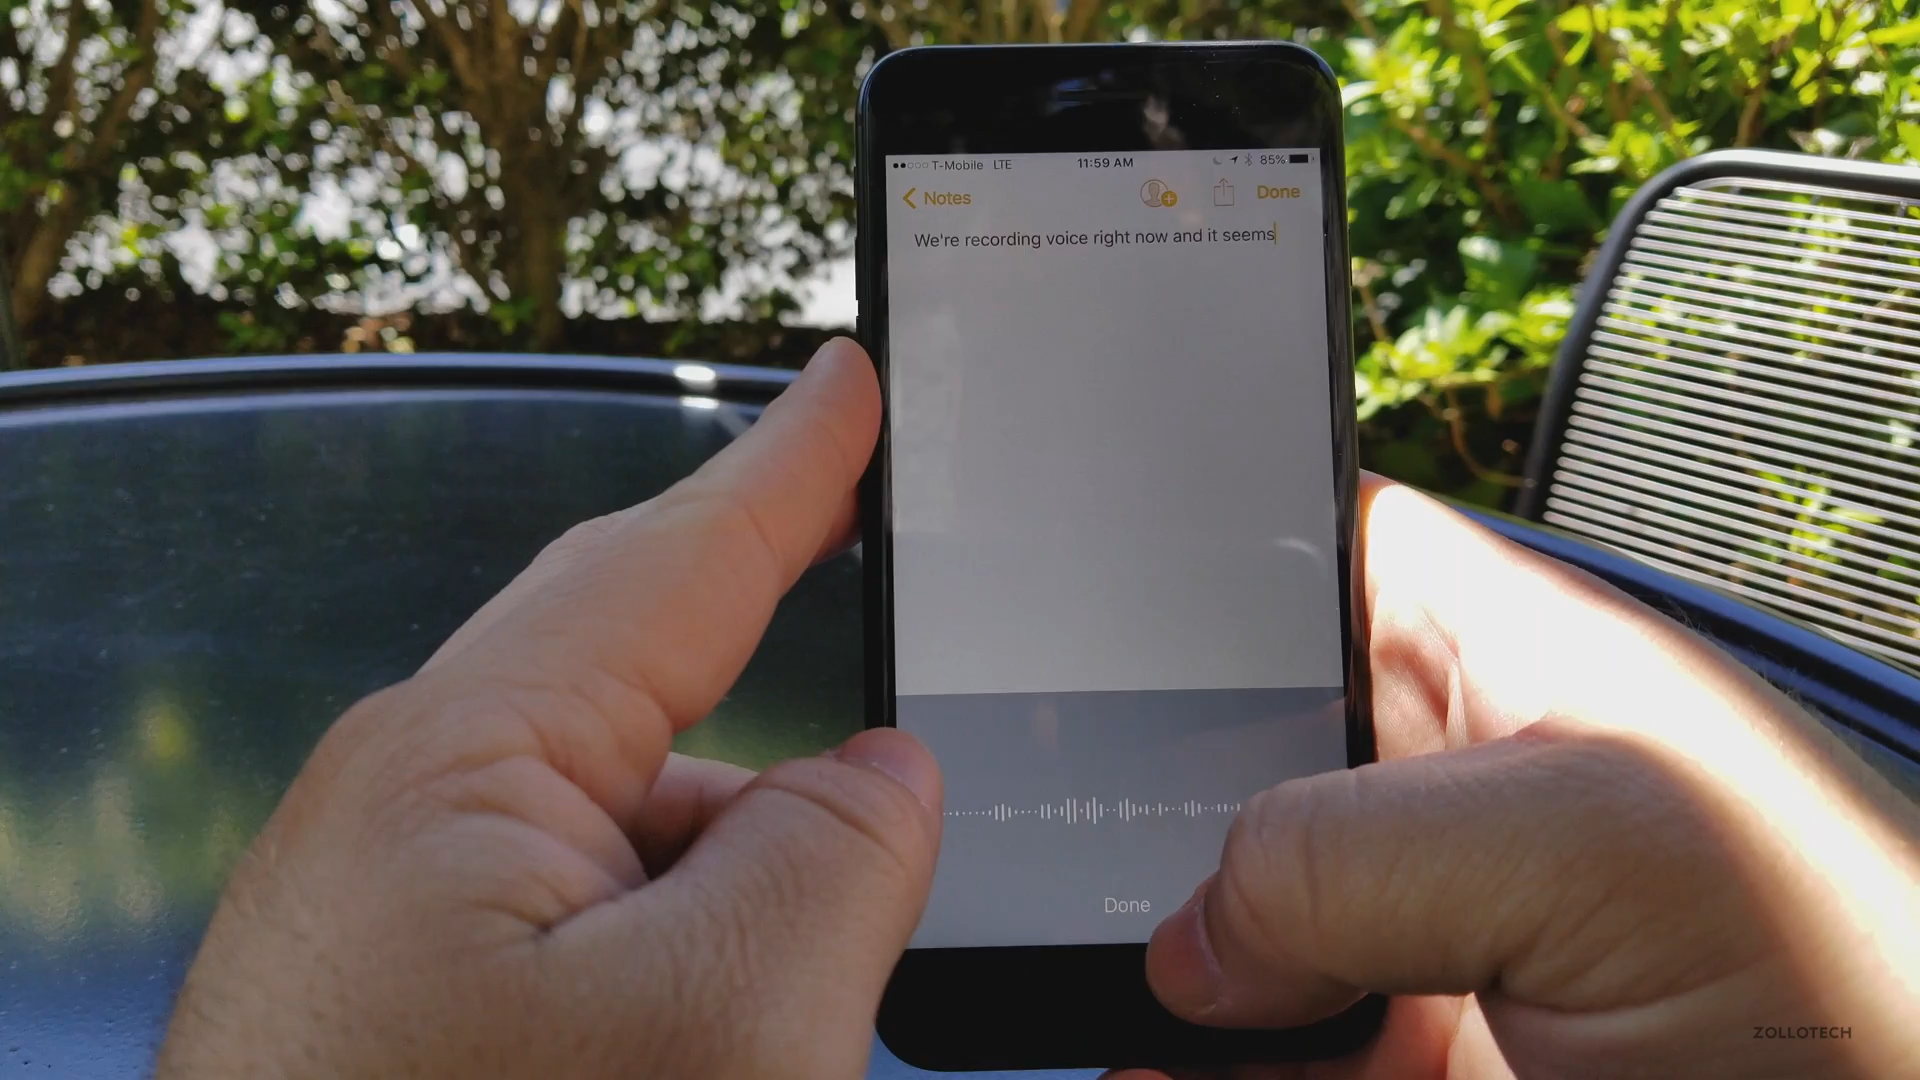 T-Mobile LTE 11:59 AM 85%
Notes Done
We're recording voice right now and it seems
Done
ZOLLOTECH